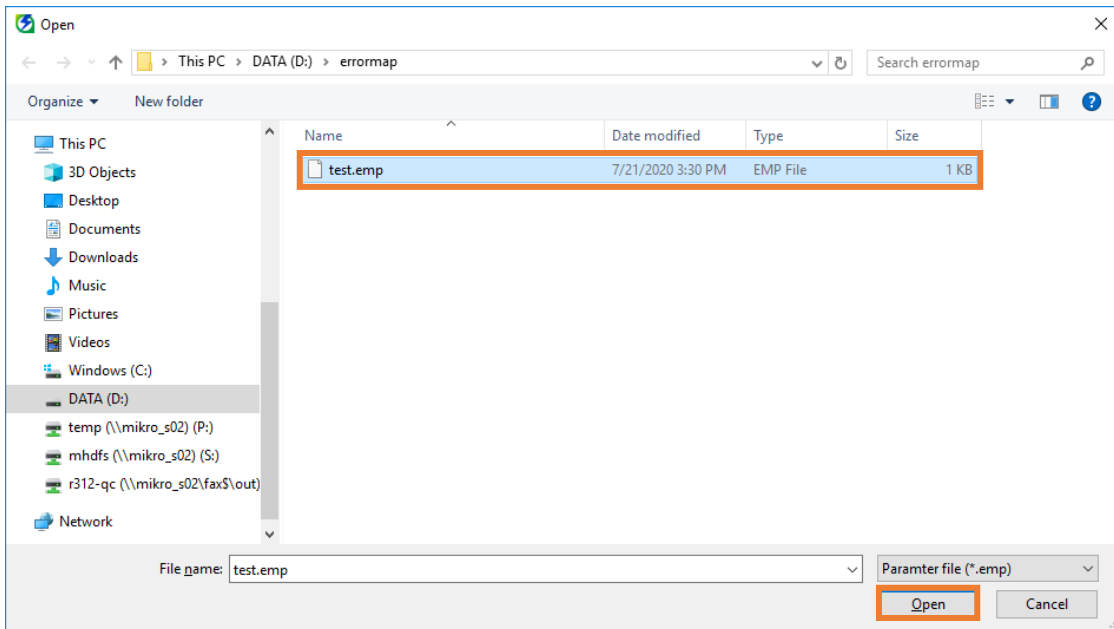 Open
This PC > DATA (D:) > errormap
Search errormap
Organize
New folder
Name Date modified Type Size
test.emp 7/21/2020 3:30 PM EMP File 1 KB
This PC
3D Objects
Desktop
Documents
Downloads
Music
Pictures
Videos
Windows (C:)
DATA (D:)
temp (\\mikro_s02) (P:)
mhdfs (\\mikro_s02) (S:)
r312-qc (\\mikro_s02\fax$\out)
Network
File name: test.emp
Paramter file (*.emp)
Open Cancel